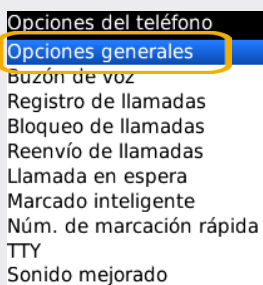 Opciones del teléfono
Opciones generales
Buzón de voz
Registro de llamadas
Bloqueo de llamadas
Reenvío de llamadas
Llamada en espera
Marcado inteligente
Núm. de marcación rápida
TTY
Sonido mejorado